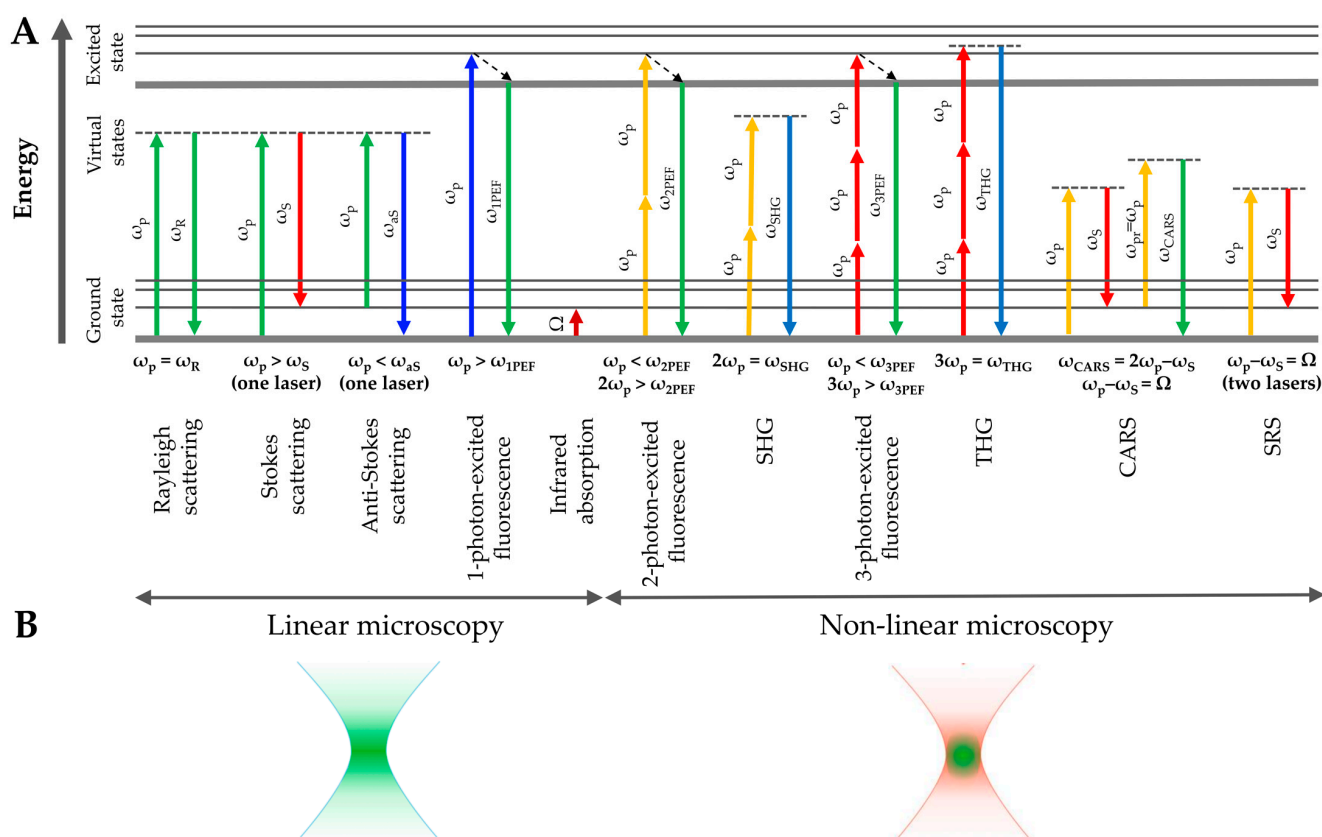 A
Energy
Excited
state
Virtual
states
Ground
state
ωp
ωR
ωp
ωS
ωp
ωaS
ωp
ω1PEF
Ω
ωp
ωp
ω2PEF
ωp
ωp
ωSHG
ωp
ωp
ωp
ω3PEF
ωp
ωp
ωp
ωTHG
ωp
ωS
ωpr=ωp
ωCARS
ωp
ωS
ωp = ωR
ωp > ωS
(one laser)
ωp < ωaS
(one laser)
ωp > ω1PEF
ωp < ω2PEF
2ωp > ω2PEF
2ωp = ωSHG
ωp < ω3PEF
3ωp > ω3PEF
3ωp = ωTHG
ωCARS = 2ωp–ωS
ωp–ωS = Ω
ωp–ωS = Ω
(two lasers)
Rayleigh
scattering
Stokes
scattering
Anti-Stokes
scattering
1-photon-excited
fluorescence
Infrared
absorption
2-photon-excited
fluorescence
SHG
3-photon-excited
fluorescence
THG
CARS
SRS
B
Linear microscopy
Non-linear microscopy